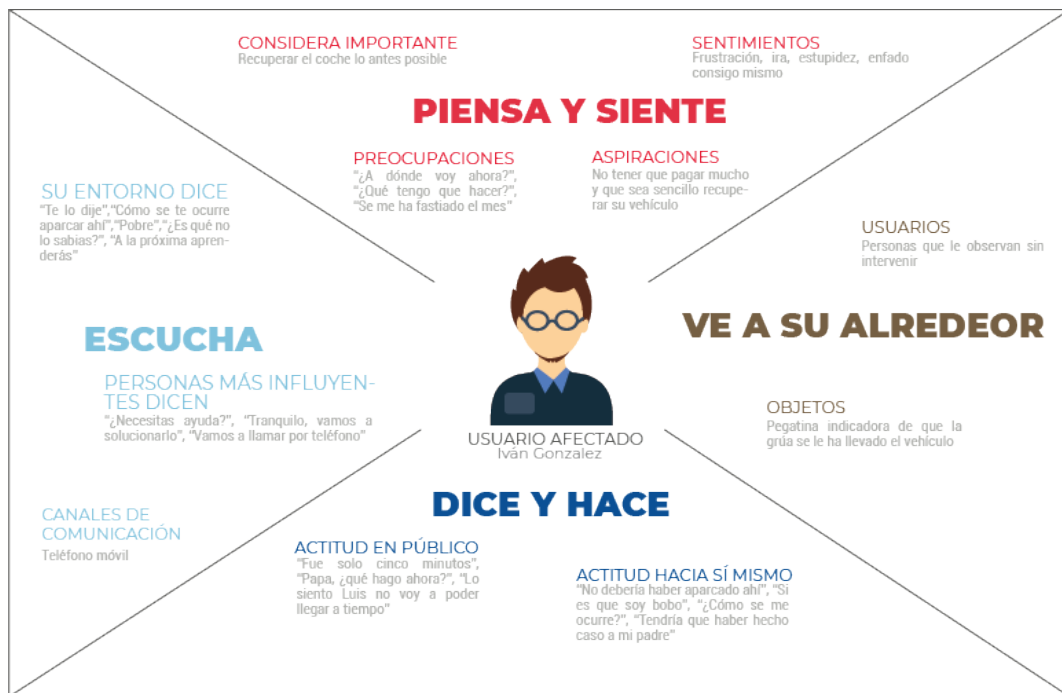 CONSIDERA IMPORTANTE
Recuperar el coche lo antes posible
SENTIMIENTOS
Frustración, ira, estupidez, enfado
consigo mismo
PIENSA Y SIENTE
PREOCUPACIONES
"¿A dónde voy ahora?",
"¿Qué tengo que hacer?",
"Se me ha fastiado el mes"
ASPIRACIONES
No tener que pagar mucho
y que sea sencillo recupe-
rar su vehículo
SU ENTORNO DICE
"Te lo dije","Cómo se te ocurre
aparcar ahí","Pobre","¿Es qué no
lo sabias?", "A la próxima apren-
derás"
ESCUCHA
PERSONAS MÁS INFLUYEN-
TES DICEN
"¿Necesitas ayuda?", "Tranquilo, vamos a
solucionarlo", "Vamos a llamar por teléfono"
CANALES DE
COMUNICACIÓN
Teléfono móvil
USUARIOS
Personas que le observan sin
intervenir
VE A SU ALREDEOR
OBJETOS
Pegatina indicadora de que la
grúa se le ha llevado el vehículo
USUARIO AFECTADO
Iván Gonzalez
DICE Y HACE
ACTITUD EN PÚBLICO
"Fue solo cinco minutos",
"Papa, ¿qué hago ahora?", "Lo
siento Luis no voy a poder
llegar a tiempo"
ACTITUD HACIA SÍ MISMO
"No debería haber aparcado ahí", "Si
es que soy bobo", "¿Cómo se me
ocurre?", "Tendría que haber hecho
caso a mi padre"